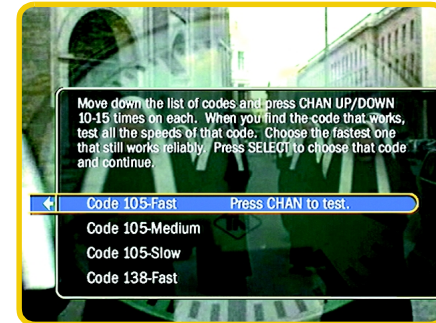 Move down the list of codes and press CHAN UP/DOWN
10-15 times on each. When you find the code that works,
test all the speeds of that code. Choose the fastest one
that still works reliably. Press SELECT to choose that code
and continue.
Code 105-Fast Press CHAN to test.
Code 105-Medium
Code 105-Slow
Code 138-Fast